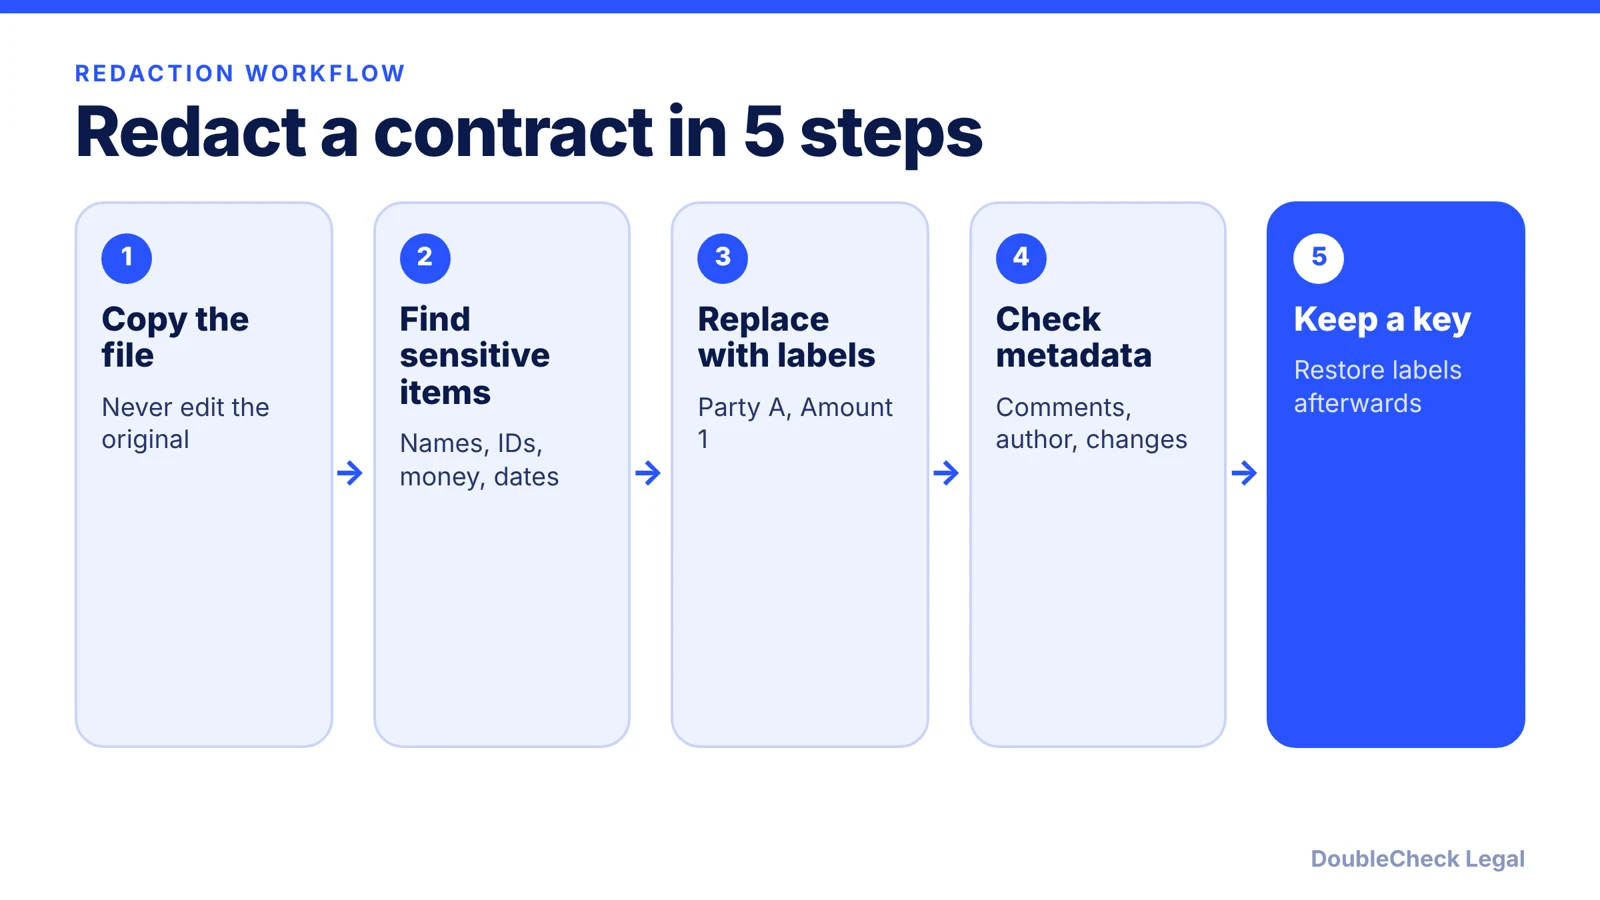 REDACTION WORKFLOW
Redact a contract in 5 steps
1
Copy the
file
Never edit the
original
→
2
Find
sensitive
items
Names, IDs,
money, dates
→
3
Replace
with labels
Party A, Amount
1
→
4
Check
metadata
Comments,
author, changes
→
5
Keep a key
Restore labels
afterwards
DoubleCheck Legal